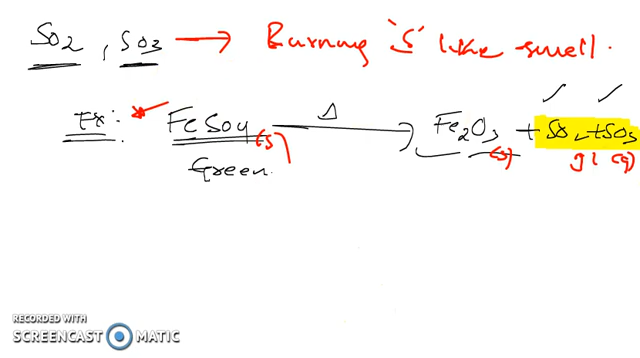 SO2, SO3 → Burning 'S' like smell.
Ex: FeSO4(s) —Δ→ Fe2O3(s) + SO2 + SO3
Green g) (g)
RECORDED WITH
SCREENCAST MATIC